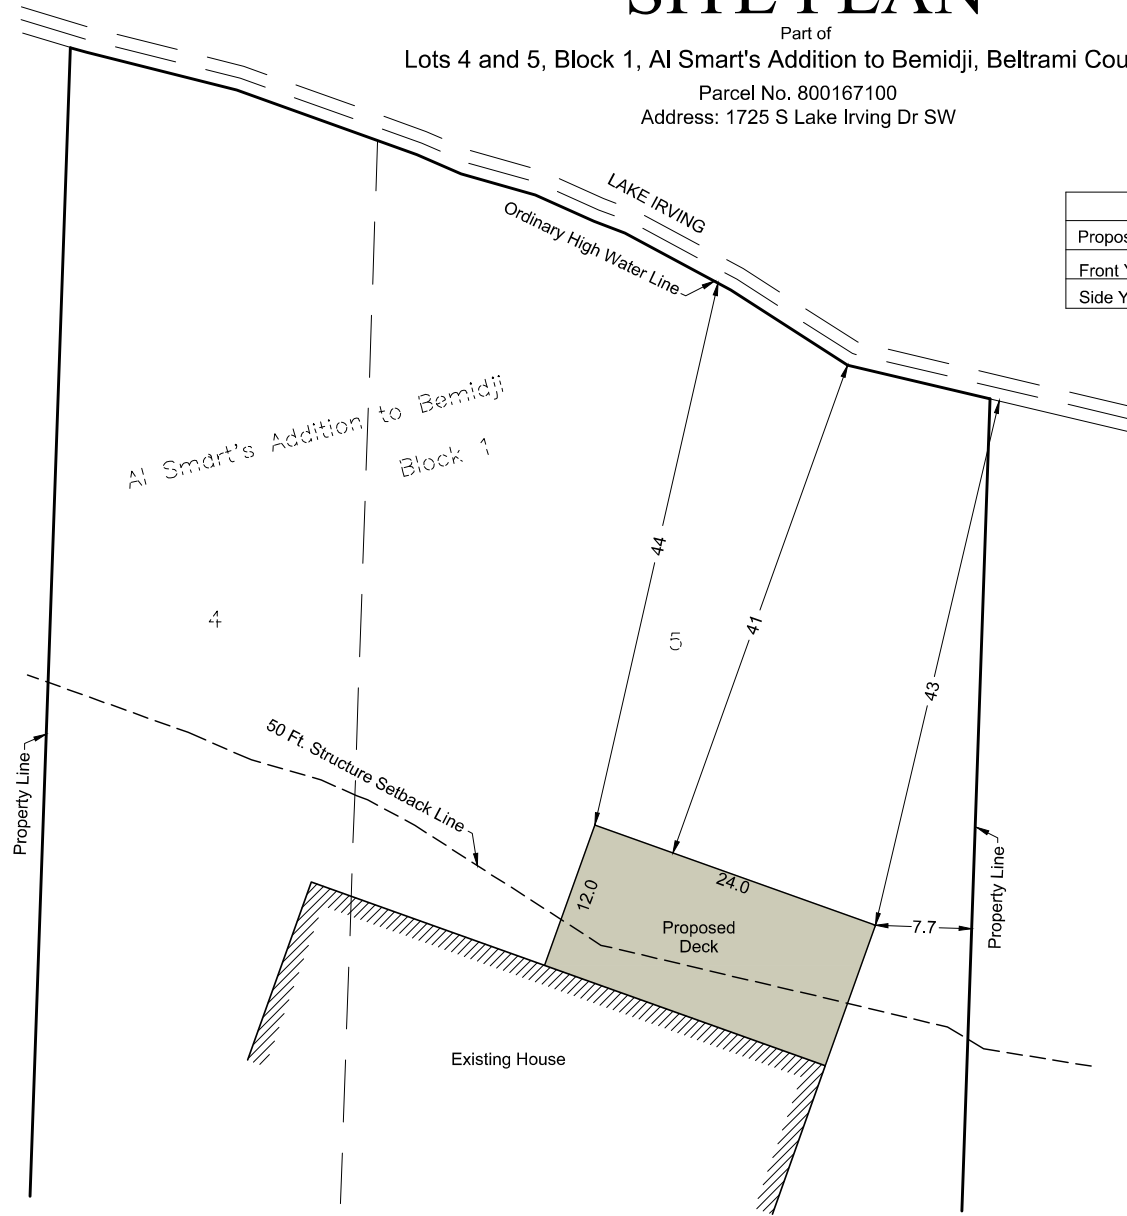 SITE PLAN
Part of
Lots 4 and 5, Block 1, Al Smart's Addition to Bemidji, Beltrami Cou
Parcel No. 800167100
Address: 1725 S Lake Irving Dr SW
LAKE IRVING
Ordinary High Water Line
Propos
Front Y
Side Y
Al Smart's Addition to Bemidji
Block 1
44
41
43
4
5
50 Ft. Structure Setback Line
Property Line
Property Line
12.0
24.0
Proposed
Deck
7.7
Existing House